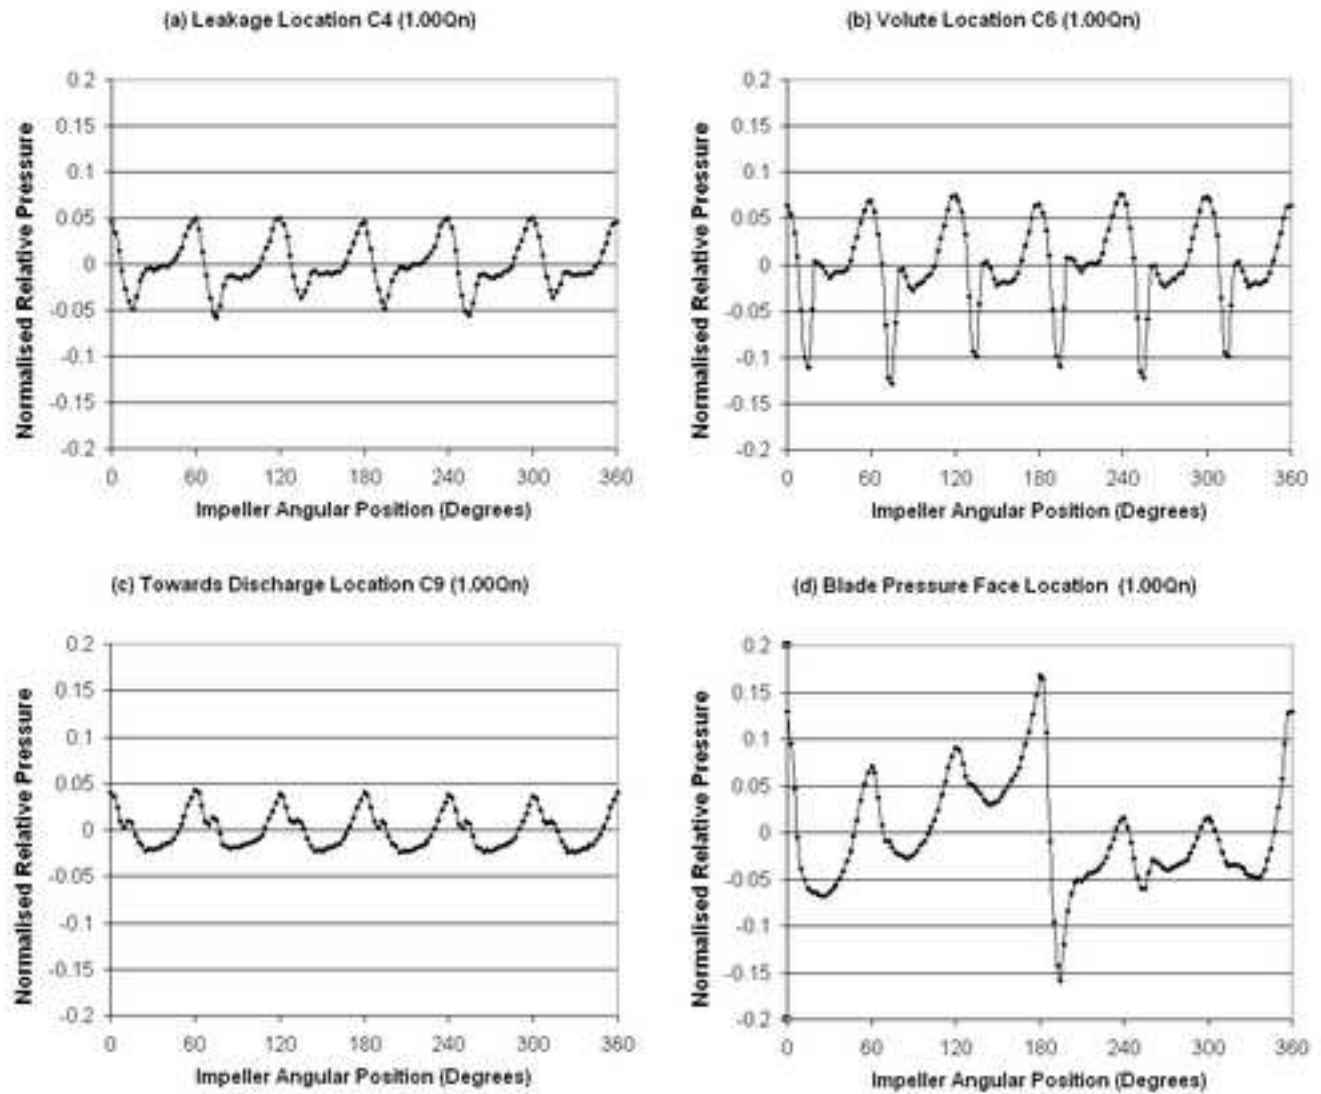 (a) Leakage Location C4 (1.00Qn)
Normalised Relative Pressure
0.2
0.15
0.1
0.05
0
-0.05
-0.1
-0.15
-0.2
0 60 120 180 240 300 360
Impeller Angular Position (Degrees)
(b) Volute Location C6 (1.00Qn)
Normalised Relative Pressure
0.2
0.15
0.1
0.05
0
-0.05
-0.1
-0.15
-0.2
0 60 120 180 240 300 360
Impeller Angular Position (Degrees)
(c) Towards Discharge Location C9 (1.00Qn)
Normalised Relative Pressure
0.2
0.15
0.1
0.05
0
-0.05
-0.1
-0.15
-0.2
0 60 120 180 240 300 360
Impeller Angular Position (Degrees)
(d) Blade Pressure Face Location (1.00Qn)
Normalised Relative Pressure
0.2
0.15
0.1
0.05
0
-0.05
-0.1
-0.15
-0.2
0 60 120 180 240 300 360
Impeller Angular Position (Degrees)